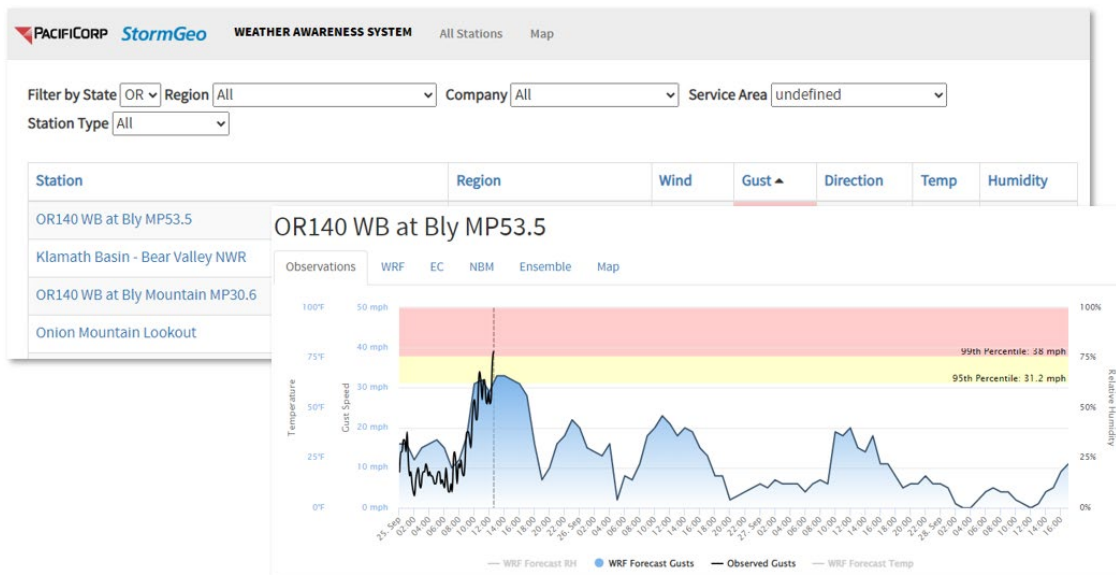 PACIFICORP StormGeo WEATHER AWARENESS SYSTEM All Stations Map
Filter by State OR Region All Company All Service Area undefined
Station Type All
Station Region Wind Gust Direction Temp Humidity
OR140 WB at Bly MP53.5
Klamath Basin - Bear Valley NWR
OR140 WB at Bly Mountain MP30.6
Onion Mountain Lookout
OR140 WB at Bly MP53.5
Observations WRF EC NBM Ensemble Map
100°F 50 mph 100%
40 mph
99th Percentile: 38 mph
75°F 75%
95th Percentile: 31.2 mph
30 mph
50°F 50%
20 mph
25°F 25%
10 mph
0°F 0 mph 0%
Temperature
Gust Speed
Relative Humidity
25. Sep 02:00 04:00 06:00 08:00 10:00 12:00 14:00 16:00 18:00 20:00 22:00 26. Sep 02:00 04:00 06:00 08:00 10:00 12:00 14:00 16:00 18:00 20:00 22:00 27. Sep 02:00 04:00 06:00 08:00 10:00 12:00 14:00 16:00 18:00 20:00 22:00 28. Sep 02:00 04:00 06:00 08:00 10:00 12:00 14:00 16:00
WRF Forecast RH WRF Forecast Gusts Observed Gusts WRF Forecast Temp